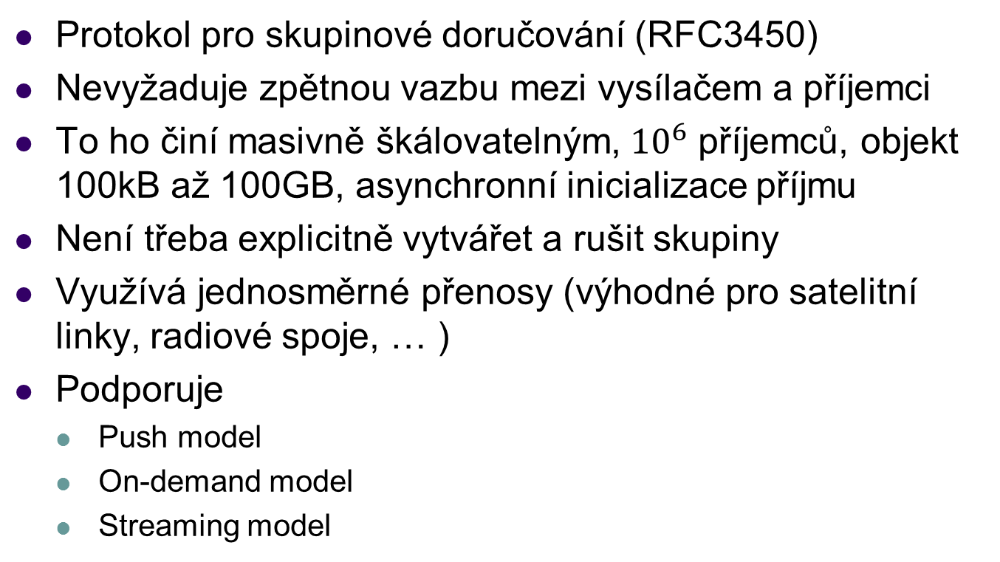 Protokol pro skupinové doručování (RFC3450)
Nevyžaduje zpětnou vazbu mezi vysílačem a příjemci
To ho činí masivně škálovatelným, 10⁶ příjemců, objekt
100kB až 100GB, asynchronní inicializace příjmu
Není třeba explicitně vytvářet a rušit skupiny
Využívá jednosměrné přenosy (výhodné pro satelitní
linky, radiové spoje, … )
Podporuje
Push model
On-demand model
Streaming model